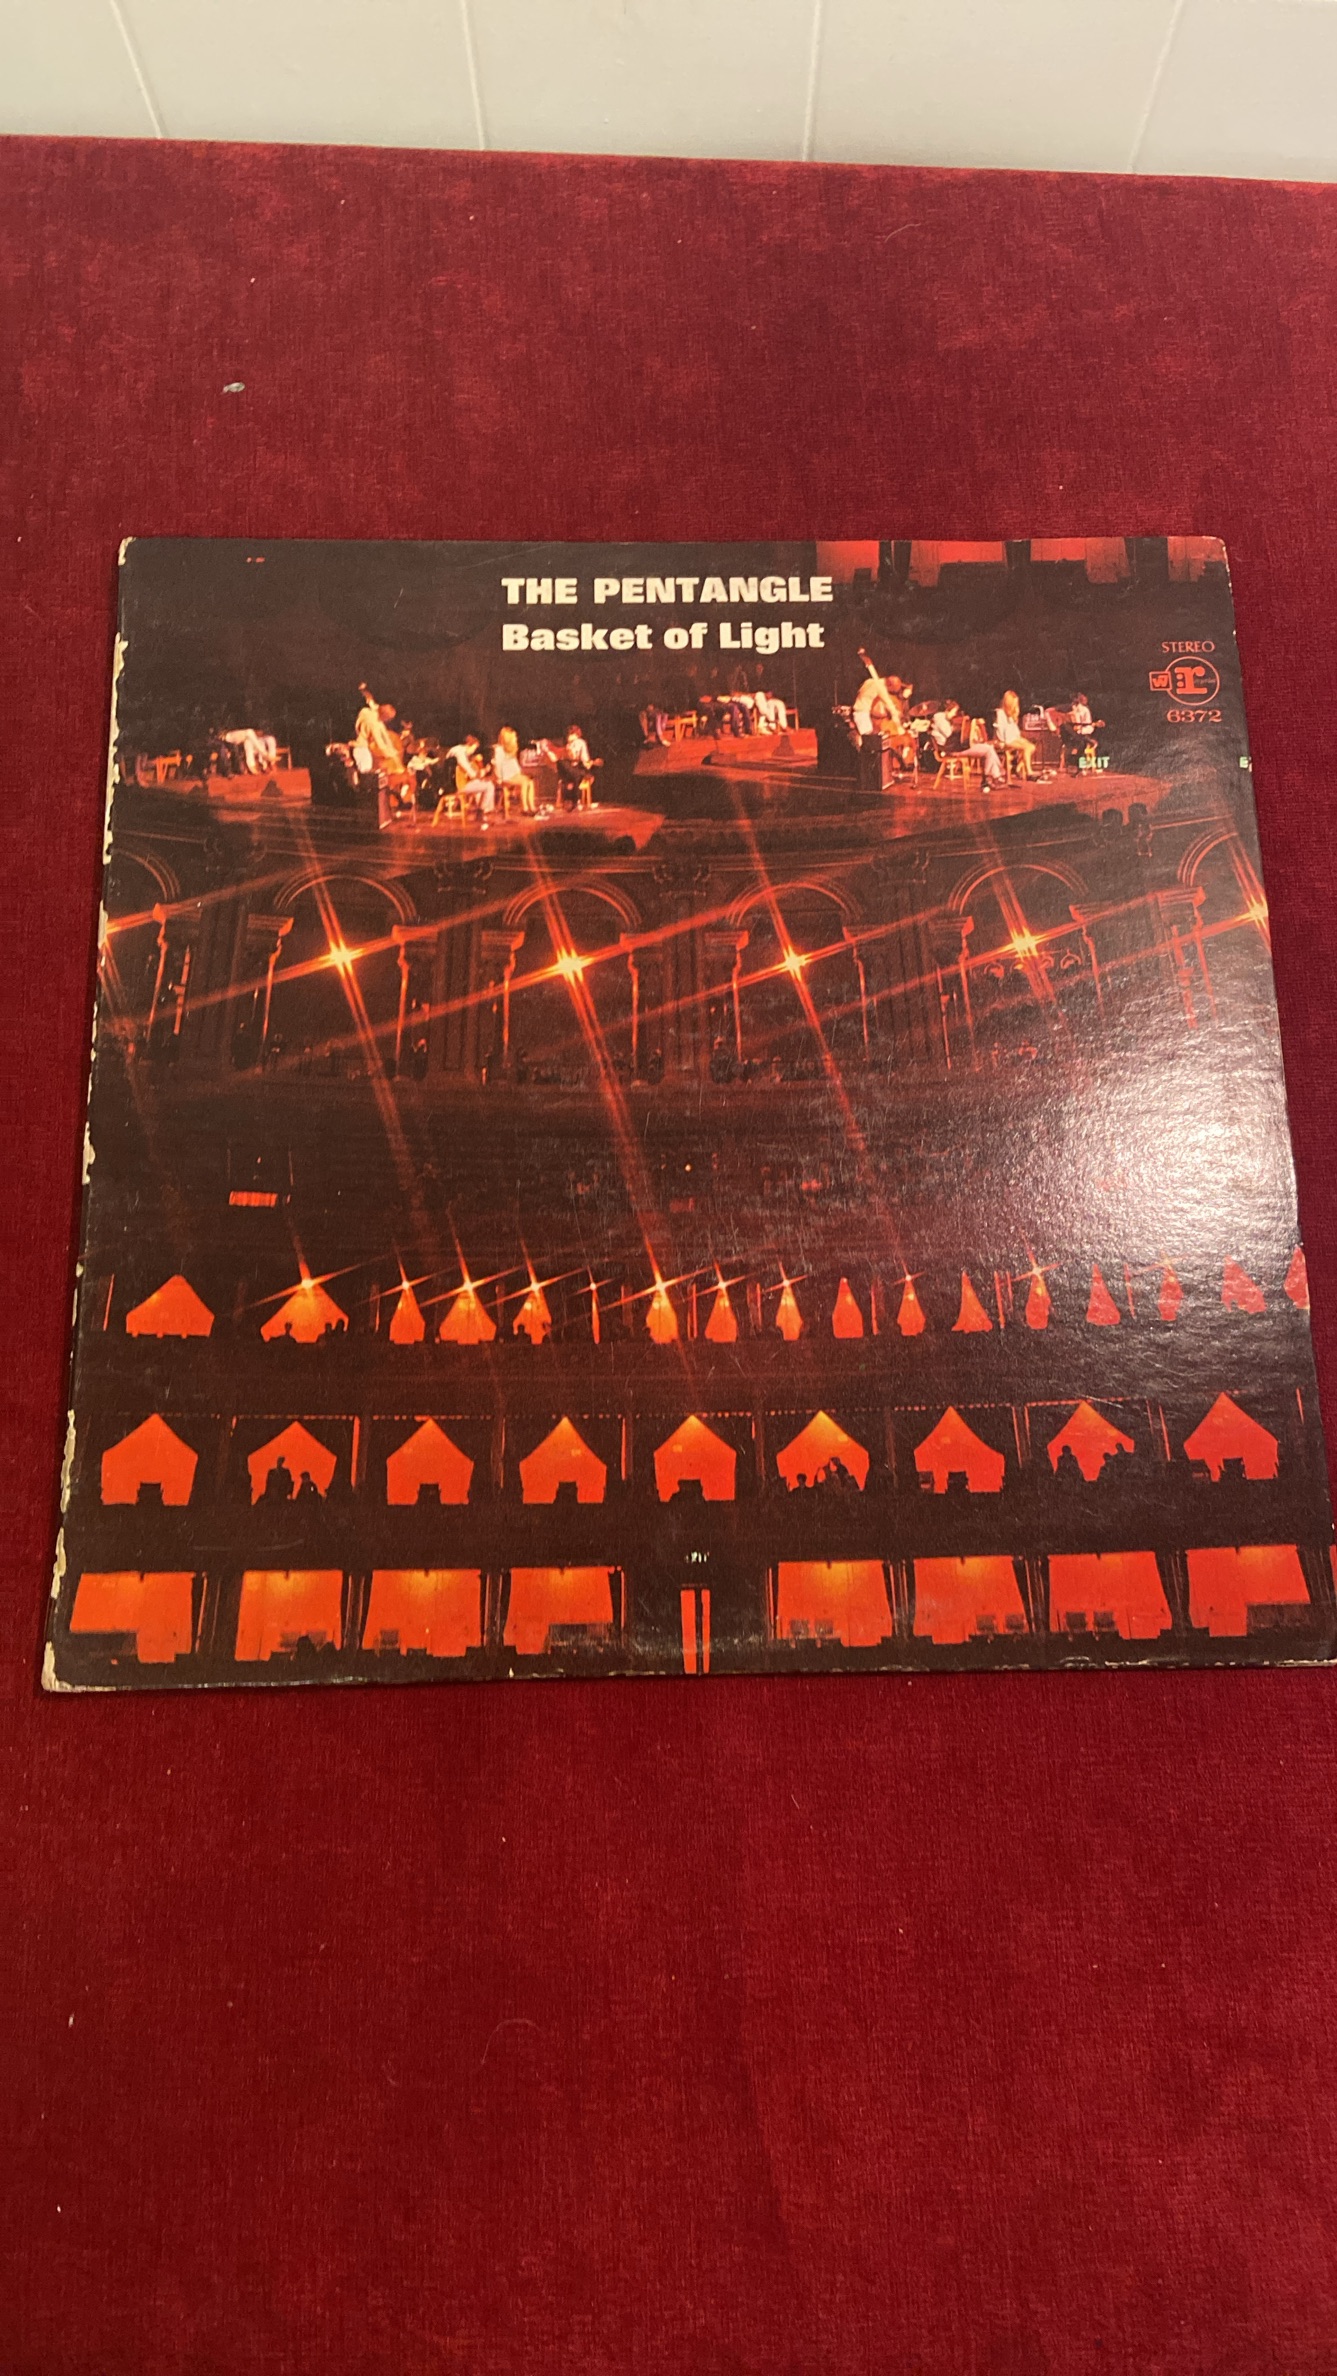 THE PENTANGLE
Basket of Light
STEREO
W
r
6372
EXIT